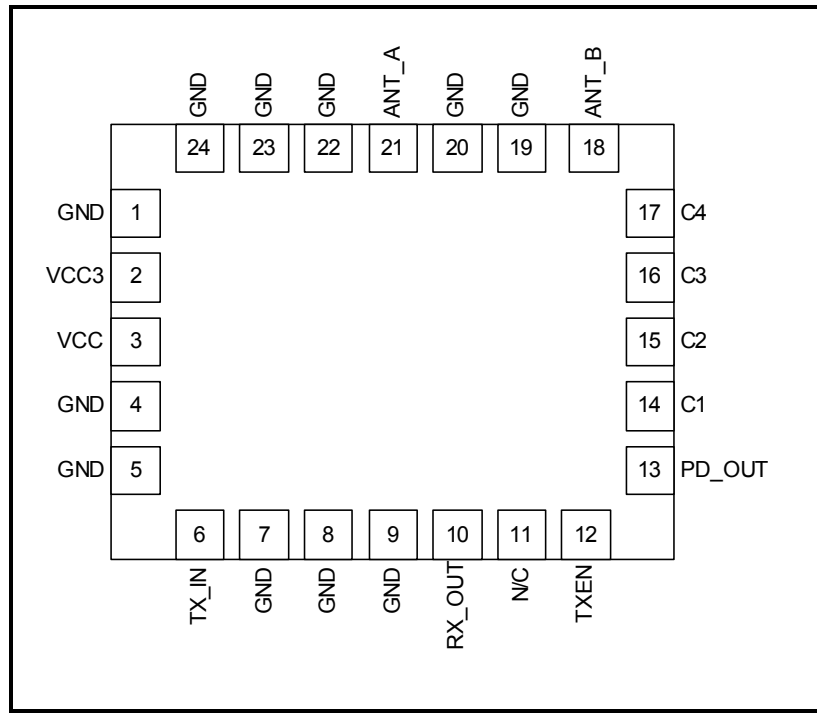 GND GND GND ANT_A GND GND ANT_B
24 23 22 21 20 19 18
GND 1 17 C4
VCC3 2 16 C3
VCC 3 15 C2
GND 4 14 C1
GND 5 13 PD_OUT
6 7 8 9 10 11 12
TX_IN GND GND GND RX_OUT N/C TXEN